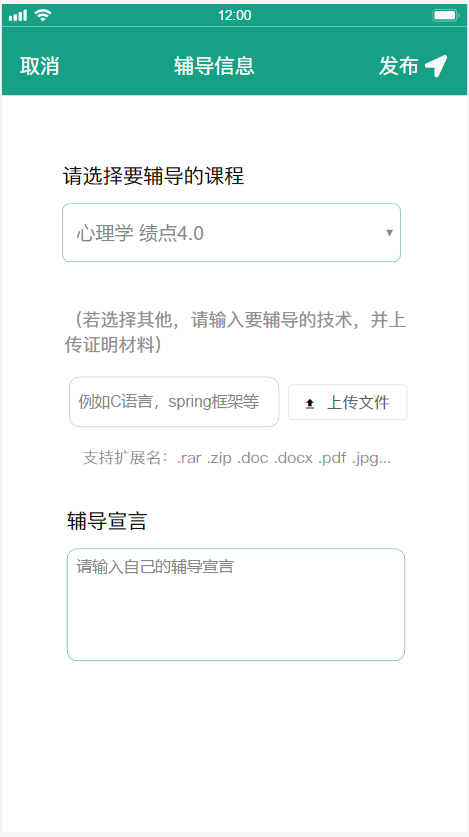 12:00
取消 辅导信息 发布
请选择要辅导的课程
心理学 绩点4.0
（若选择其他，请输入要辅导的技术，并上
传证明材料）
例如C语言，spring框架等 上传文件
支持扩展名：.rar .zip .doc .docx .pdf .jpg...
辅导宣言
请输入自己的辅导宣言